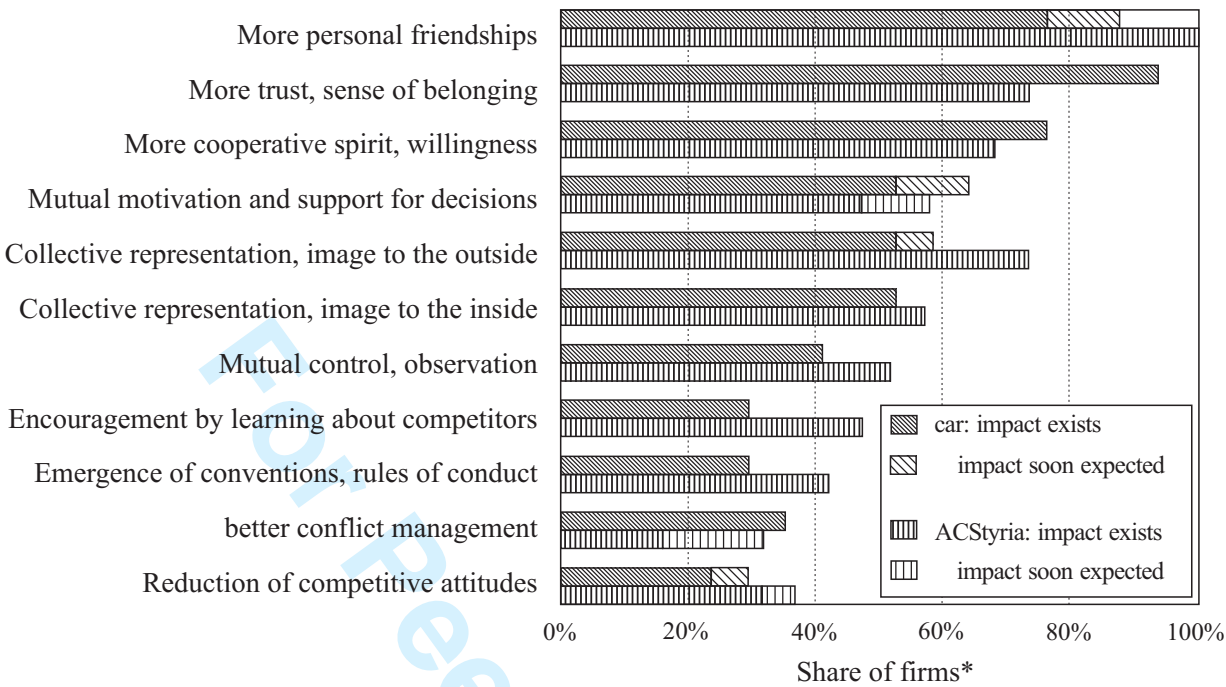 More personal friendships
More trust, sense of belonging
More cooperative spirit, willingness
Mutual motivation and support for decisions
Collective representation, image to the outside
Collective representation, image to the inside
Mutual control, observation
Encouragement by learning about competitors
Emergence of conventions, rules of conduct
better conflict management
Reduction of competitive attitudes
car: impact exists
impact soon expected
ACStyria: impact exists
impact soon expected
0% 20% 40% 60% 80% 100%
Share of firms*
For Pee